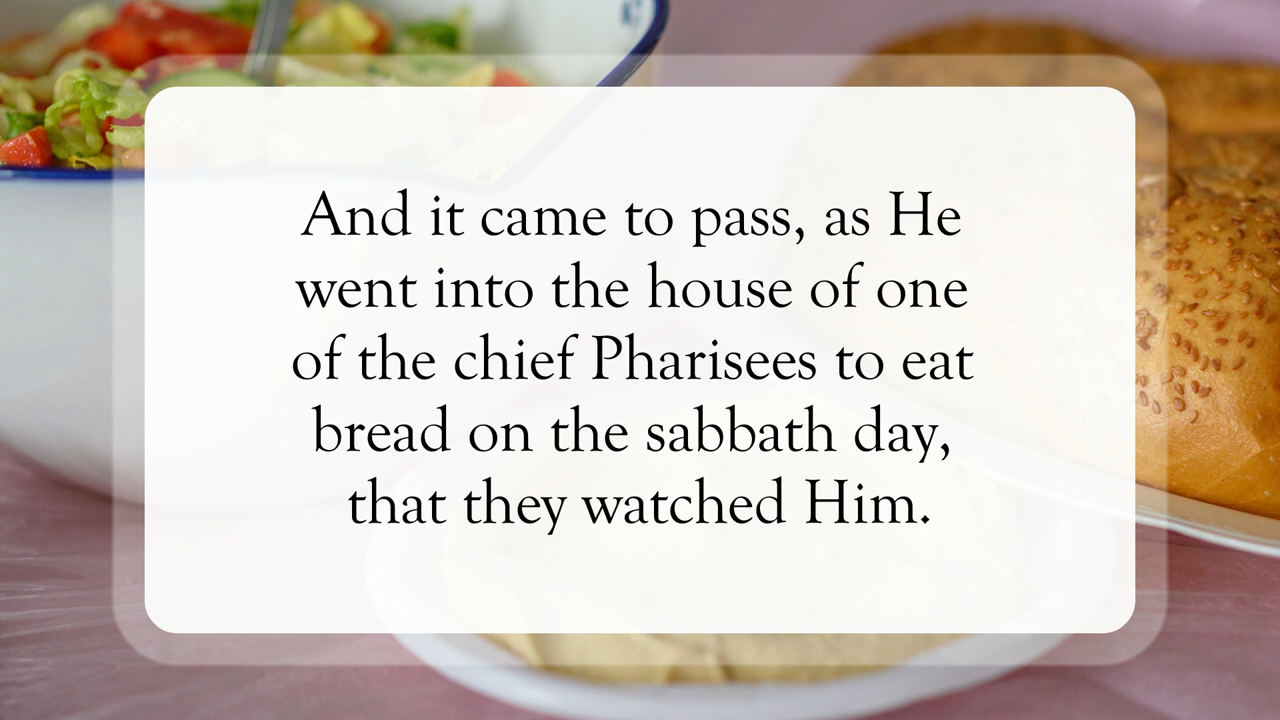 And it came to pass, as He
went into the house of one
of the chief Pharisees to eat
bread on the sabbath day,
that they watched Him.